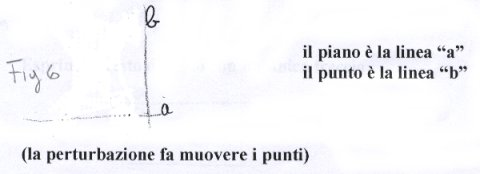 b
il piano è la linea “a”
il punto è la linea “b”
Fig 6
a
(la perturbazione fa muovere i punti)